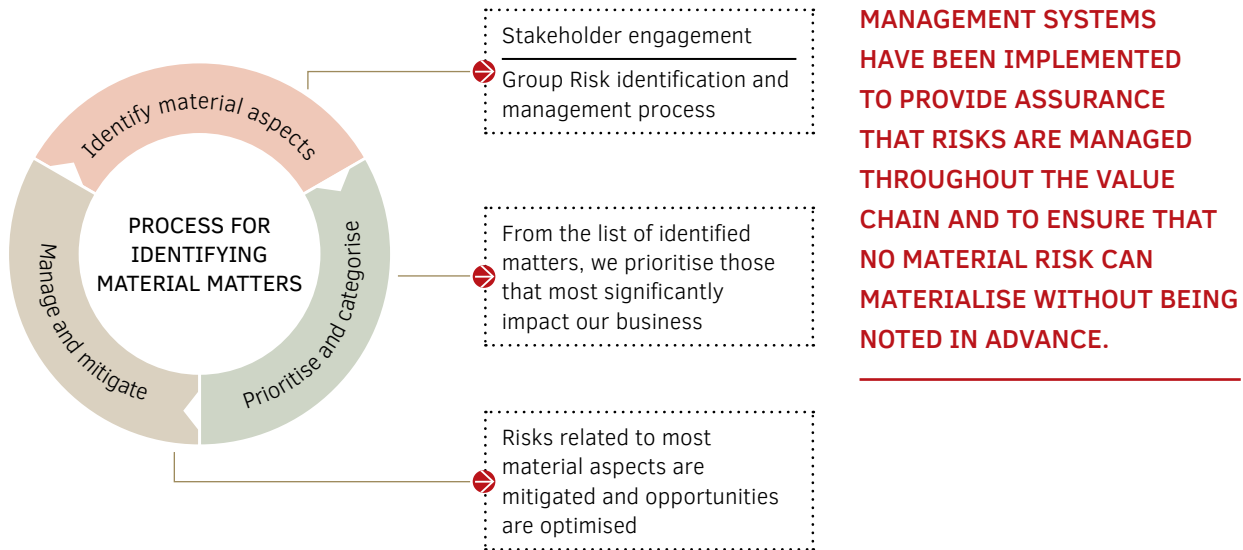 Identify material aspects
Prioritise and categorise
Manage and mitigate
PROCESS FOR
IDENTIFYING
MATERIAL MATTERS
Stakeholder engagement
Group Risk identification and
management process
From the list of identified
matters, we prioritise those
that most significantly
impact our business
Risks related to most
material aspects are
mitigated and opportunities
are optimised
MANAGEMENT SYSTEMS
HAVE BEEN IMPLEMENTED
TO PROVIDE ASSURANCE
THAT RISKS ARE MANAGED
THROUGHOUT THE VALUE
CHAIN AND TO ENSURE THAT
NO MATERIAL RISK CAN
MATERIALISE WITHOUT BEING
NOTED IN ADVANCE.